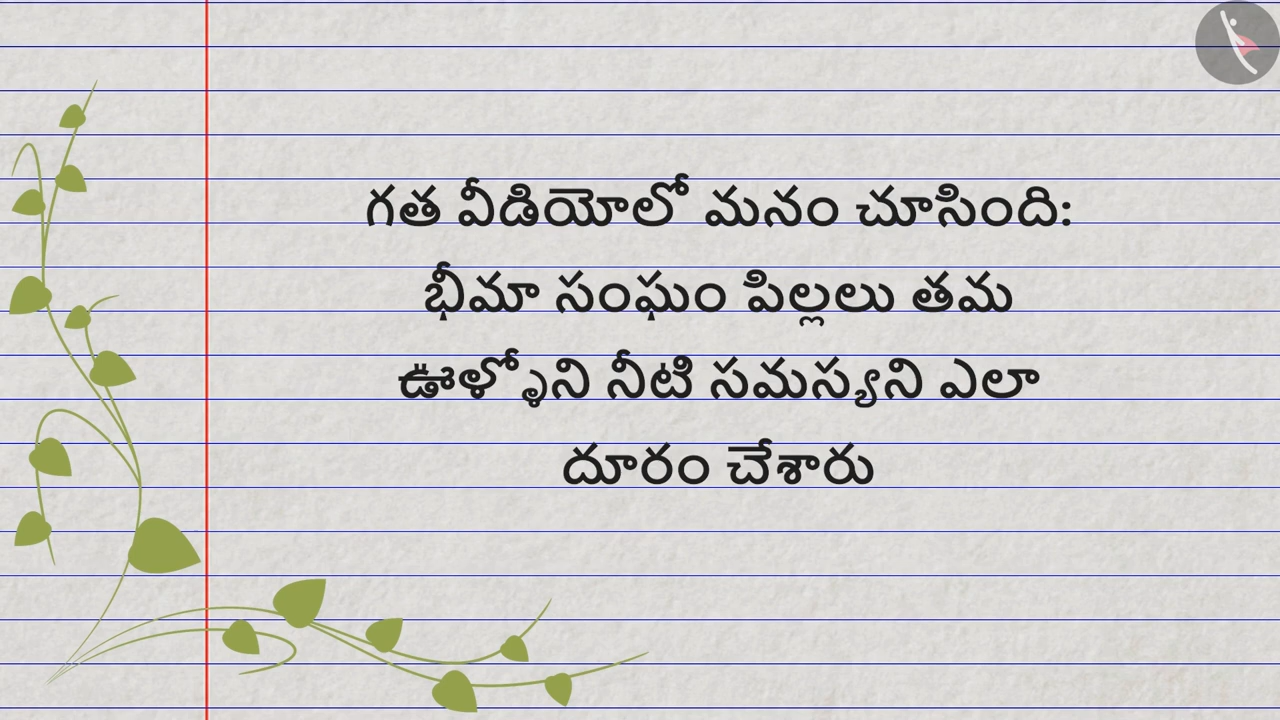 గత వీడియోలో మనం చూసింది:
భీమా సంఘం పిల్లలు తమ
ఊళ్ళోని నీటి సమస్యని ఎలా
దూరం చేశారు